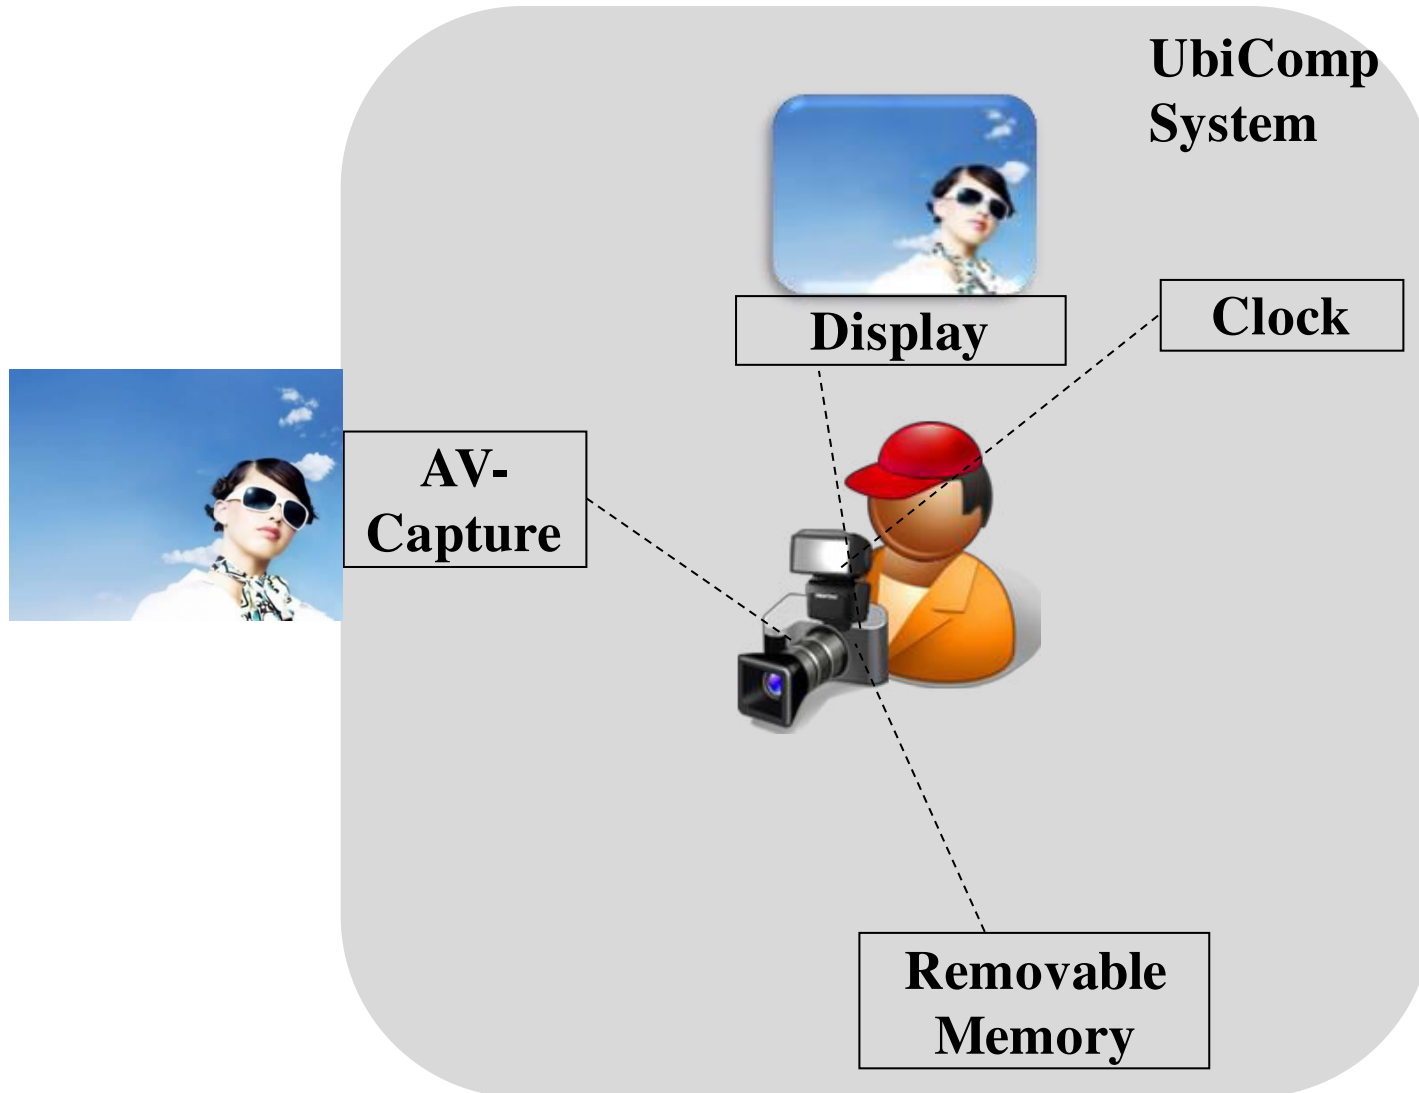 UbiComp
System
Display
Clock
AV-
Capture
Removable
Memory